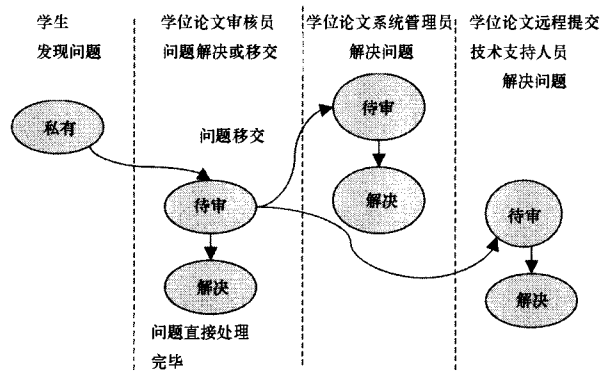 学生
发现问题
学位论文审核员
问题解决或移交
学位论文系统管理员
解决问题
学位论文远程提交
技术支持人员
解决问题
私有
问题移交
待审
解决
问题直接处理
完毕
待审
解决
待审
解决